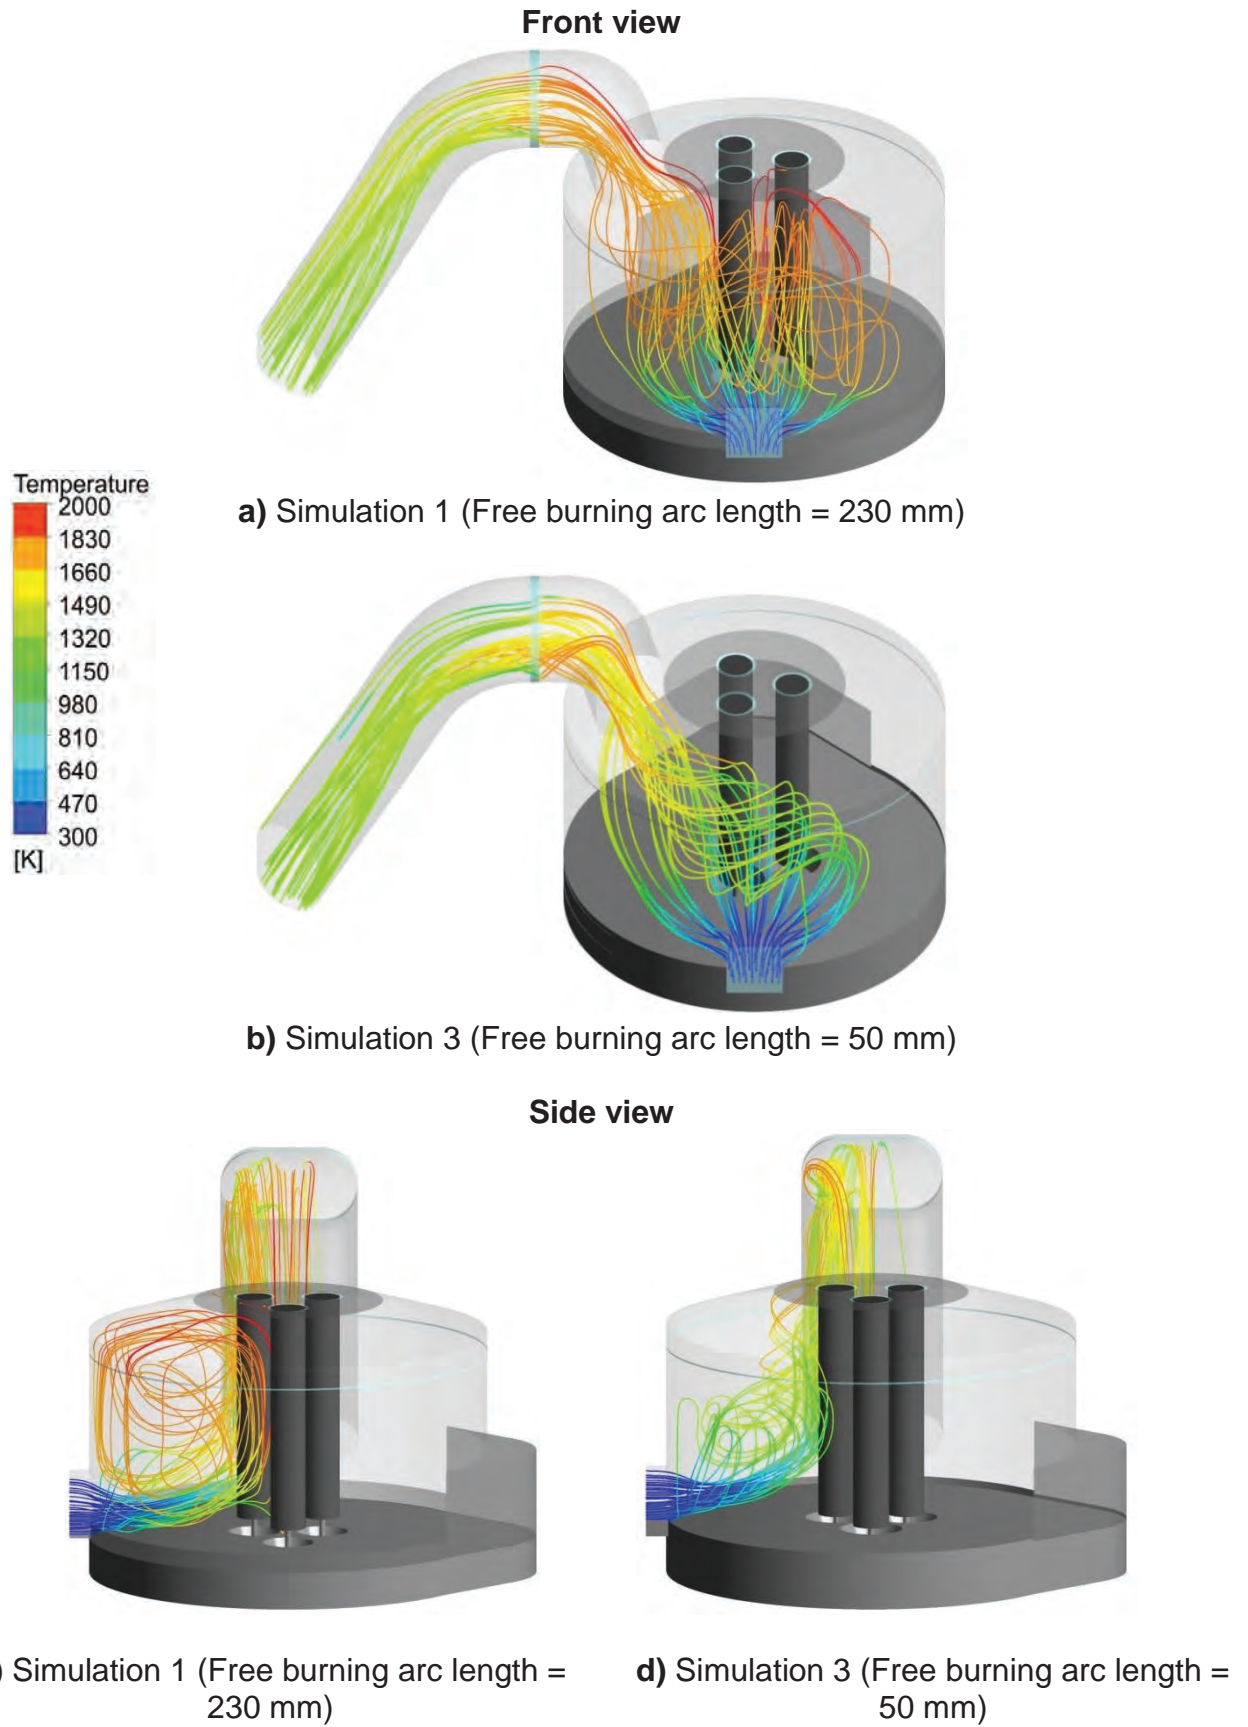 Front view
a) Simulation 1 (Free burning arc length = 230 mm)
Temperature
2000
1830
1660
1490
1320
1150
980
810
640
470
300
[K]
b) Simulation 3 (Free burning arc length = 50 mm)
Side view
) Simulation 1 (Free burning arc length =
230 mm)
d) Simulation 3 (Free burning arc length =
50 mm)